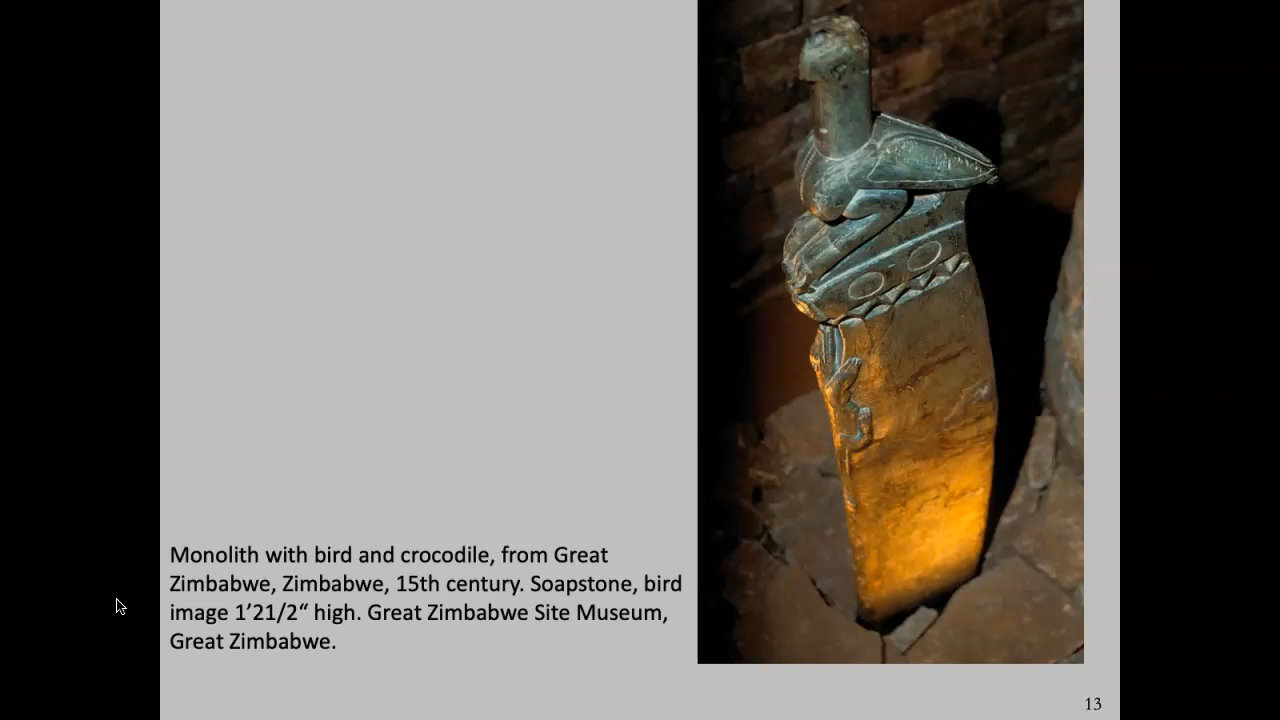 Monolith with bird and crocodile, from Great
Zimbabwe, Zimbabwe, 15th century. Soapstone, bird
image 1’21/2“ high. Great Zimbabwe Site Museum,
Great Zimbabwe.
13